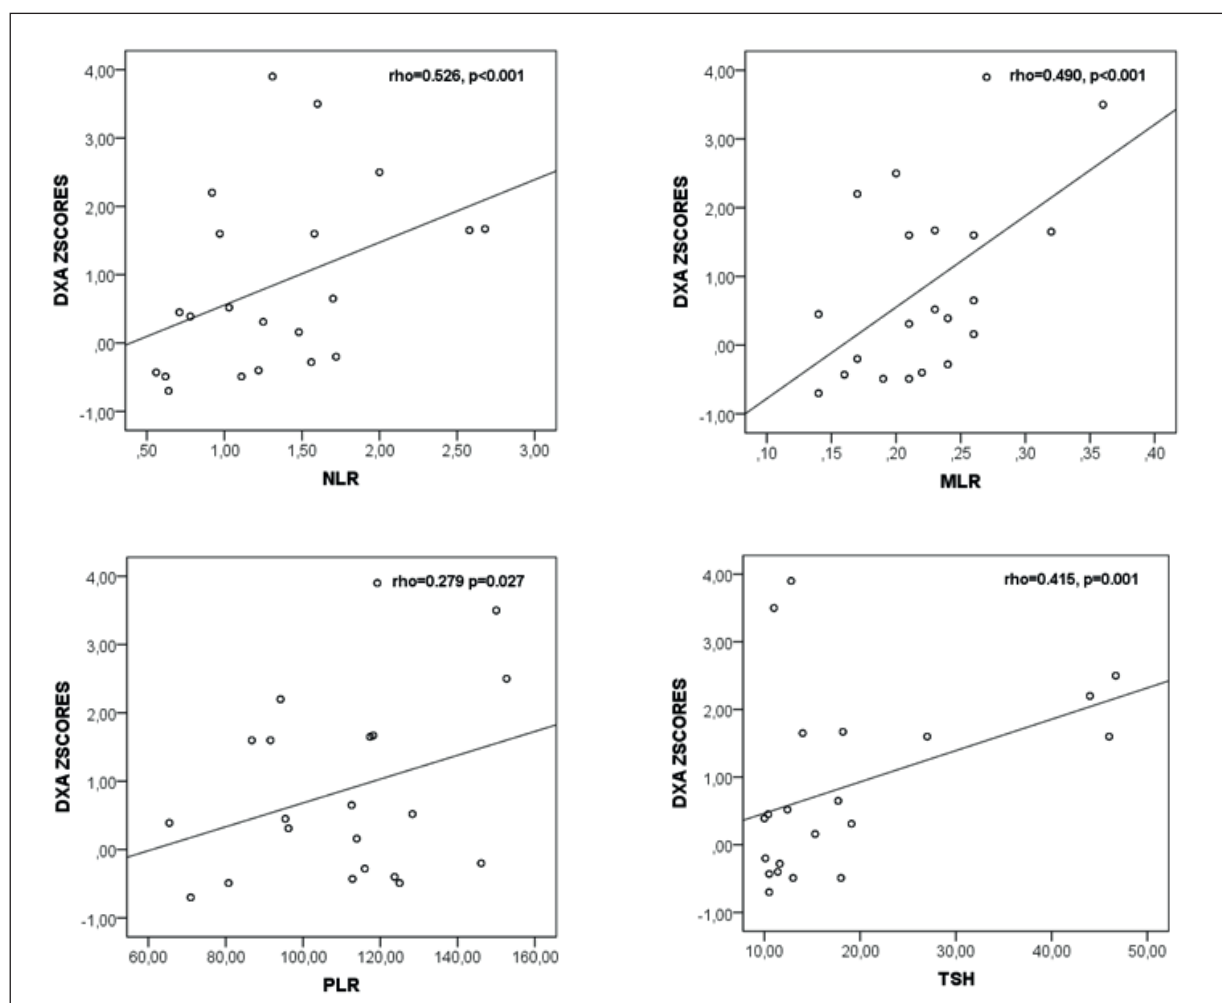 4,00
rho=0.526, p<0.001
3,00
2,00
1,00
,00
-1,00
DXA ZSCORES
,50 1,00 1,50 2,00 2,50 3,00
NLR
4,00
rho=0.490, p<0.001
3,00
2,00
1,00
,00
-1,00
DXA ZSCORES
,10 ,15 ,20 ,25 ,30 ,35 ,40
MLR
4,00
rho=0.279 p=0.027
3,00
2,00
1,00
,00
-1,00
DXA ZSCORES
60,00 80,00 100,00 120,00 140,00 160,00
PLR
4,00
rho=0.415, p=0.001
3,00
2,00
1,00
,00
-1,00
DXA ZSCORES
10,00 20,00 30,00 40,00 50,00
TSH